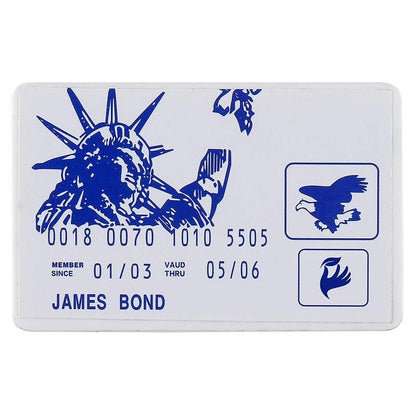 0018 0070 1010 5505
MEMBER SINCE 01/03 VAUD THRU 05/06
JAMES BOND